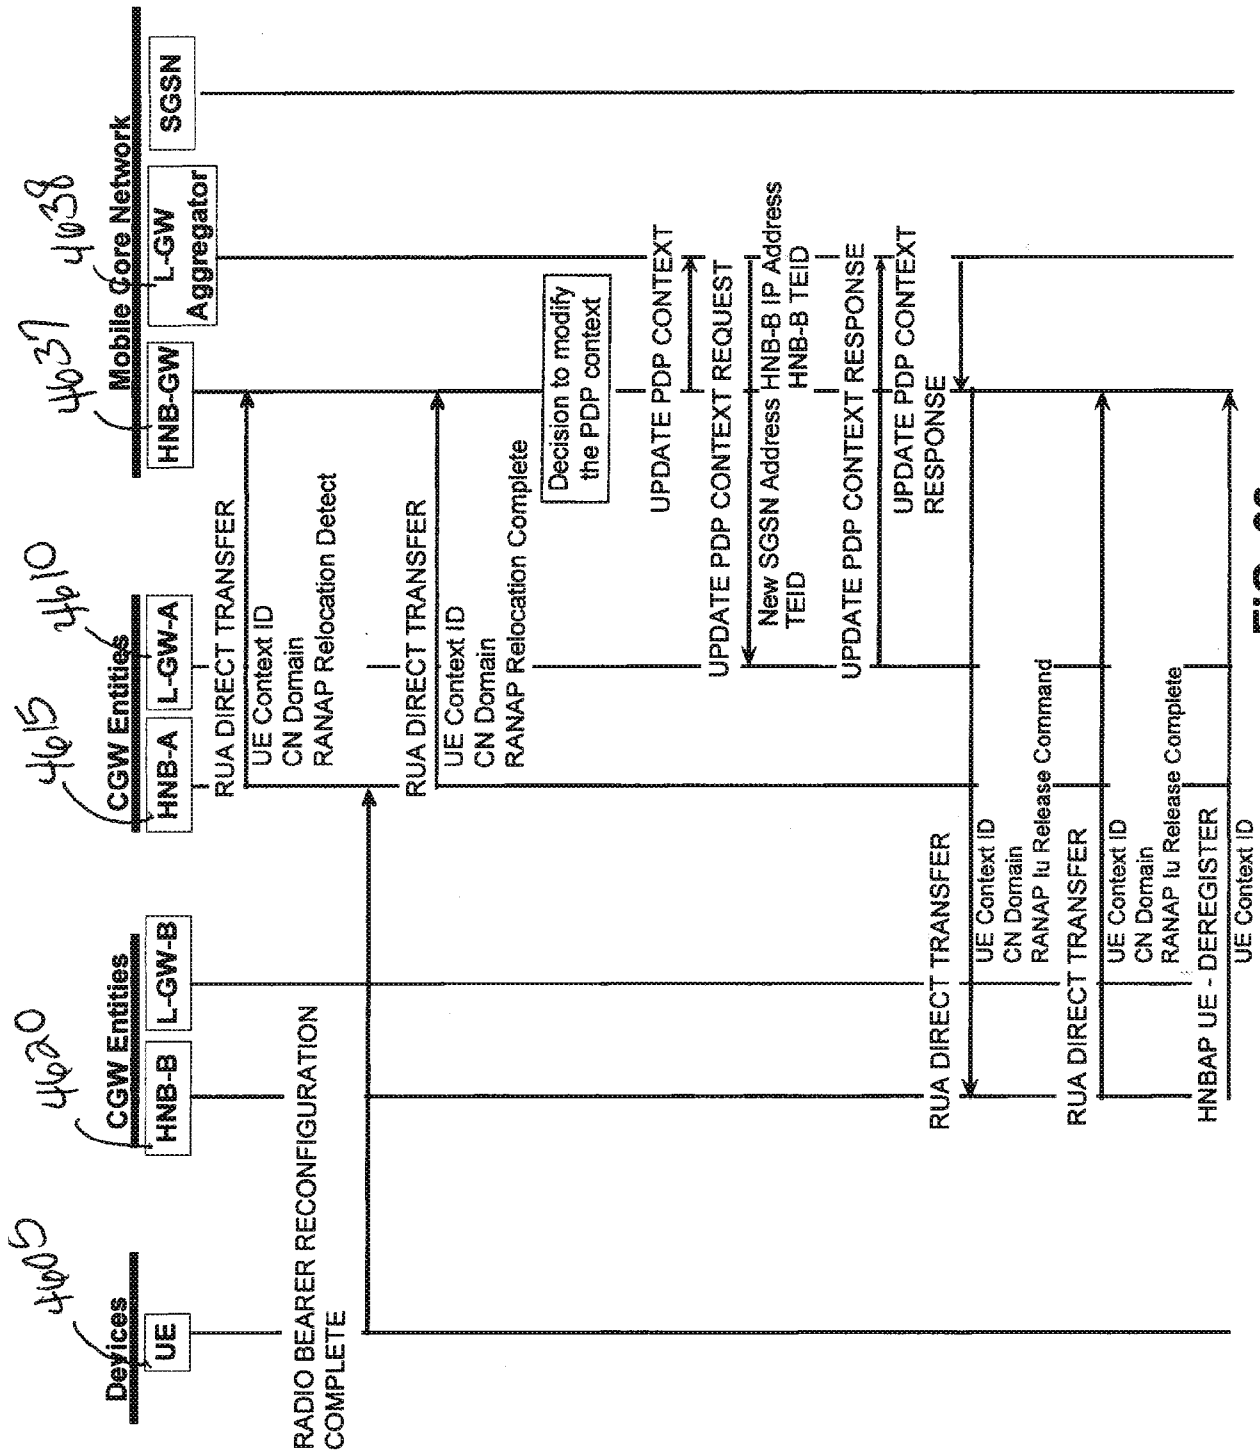 4605
4620
4615
4610
4637
4638
Devices
CGW Entities
CGW Entities
Mobile Core Network
UE
HNB-B
L-GW-B
HNB-A
L-GW-A
HNB-GW
L-GW
Aggregator
SGSN
RUA DIRECT TRANSFER
UE Context ID
CN Domain
RANAP Relocation Detect
RADIO BEARER RECONFIGURATION
COMPLETE
RUA DIRECT TRANSFER
UE Context ID
CN Domain
RANAP Relocation Complete
Decision to modify
the PDP context
UPDATE PDP CONTEXT
UPDATE PDP CONTEXT REQUEST
New SGSN Address HNB-B IP Address
TEID HNB-B TEID
UPDATE PDP CONTEXT RESPONSE
UPDATE PDP CONTEXT
RESPONSE
RUA DIRECT TRANSFER
UE Context ID
CN Domain
RANAP Iu Release Command
RUA DIRECT TRANSFER
UE Context ID
CN Domain
RANAP Iu Release Complete
HNBAP UE - DEREGISTER
UE Context ID